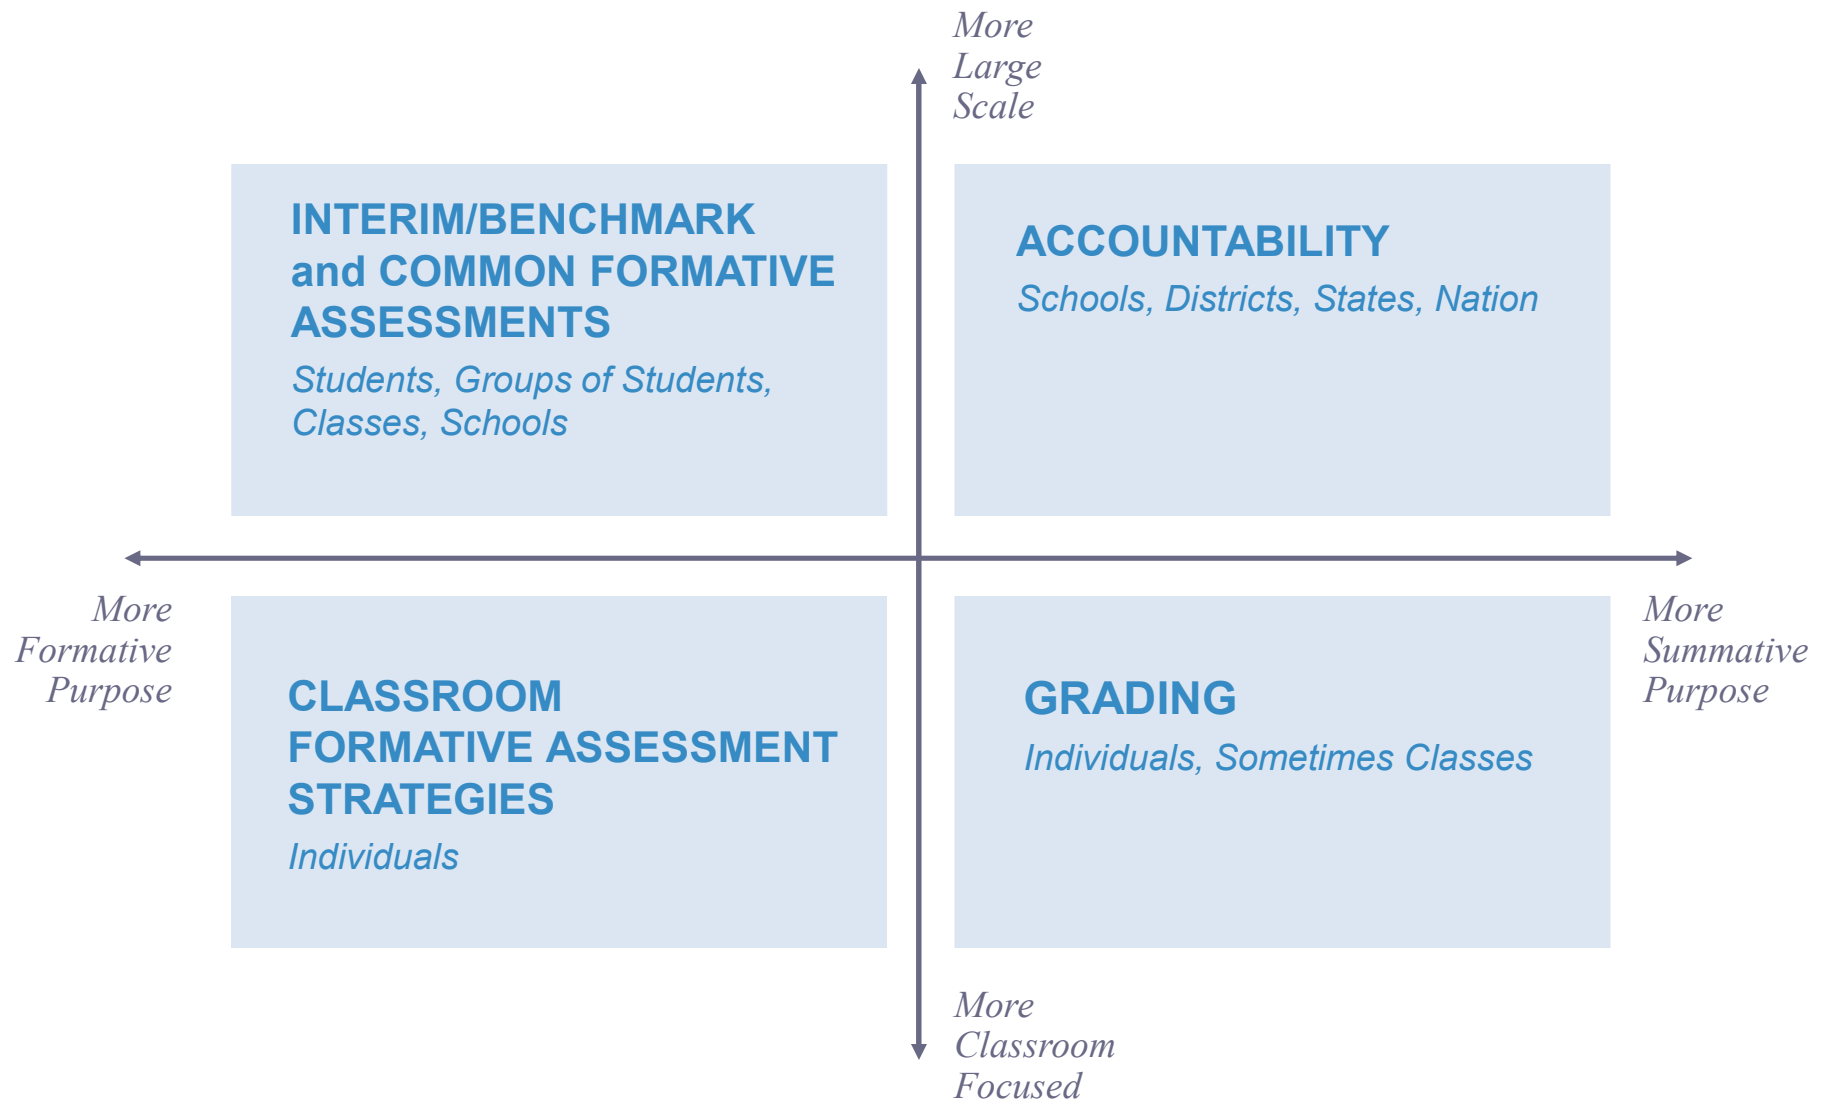 More
Large
Scale
INTERIM/BENCHMARK
and COMMON FORMATIVE
ASSESSMENTS
Students, Groups of Students,
Classes, Schools
ACCOUNTABILITY
Schools, Districts, States, Nation
More
Formative
Purpose
More
Summative
Purpose
CLASSROOM
FORMATIVE ASSESSMENT
STRATEGIES
Individuals
GRADING
Individuals, Sometimes Classes
More
Classroom
Focused